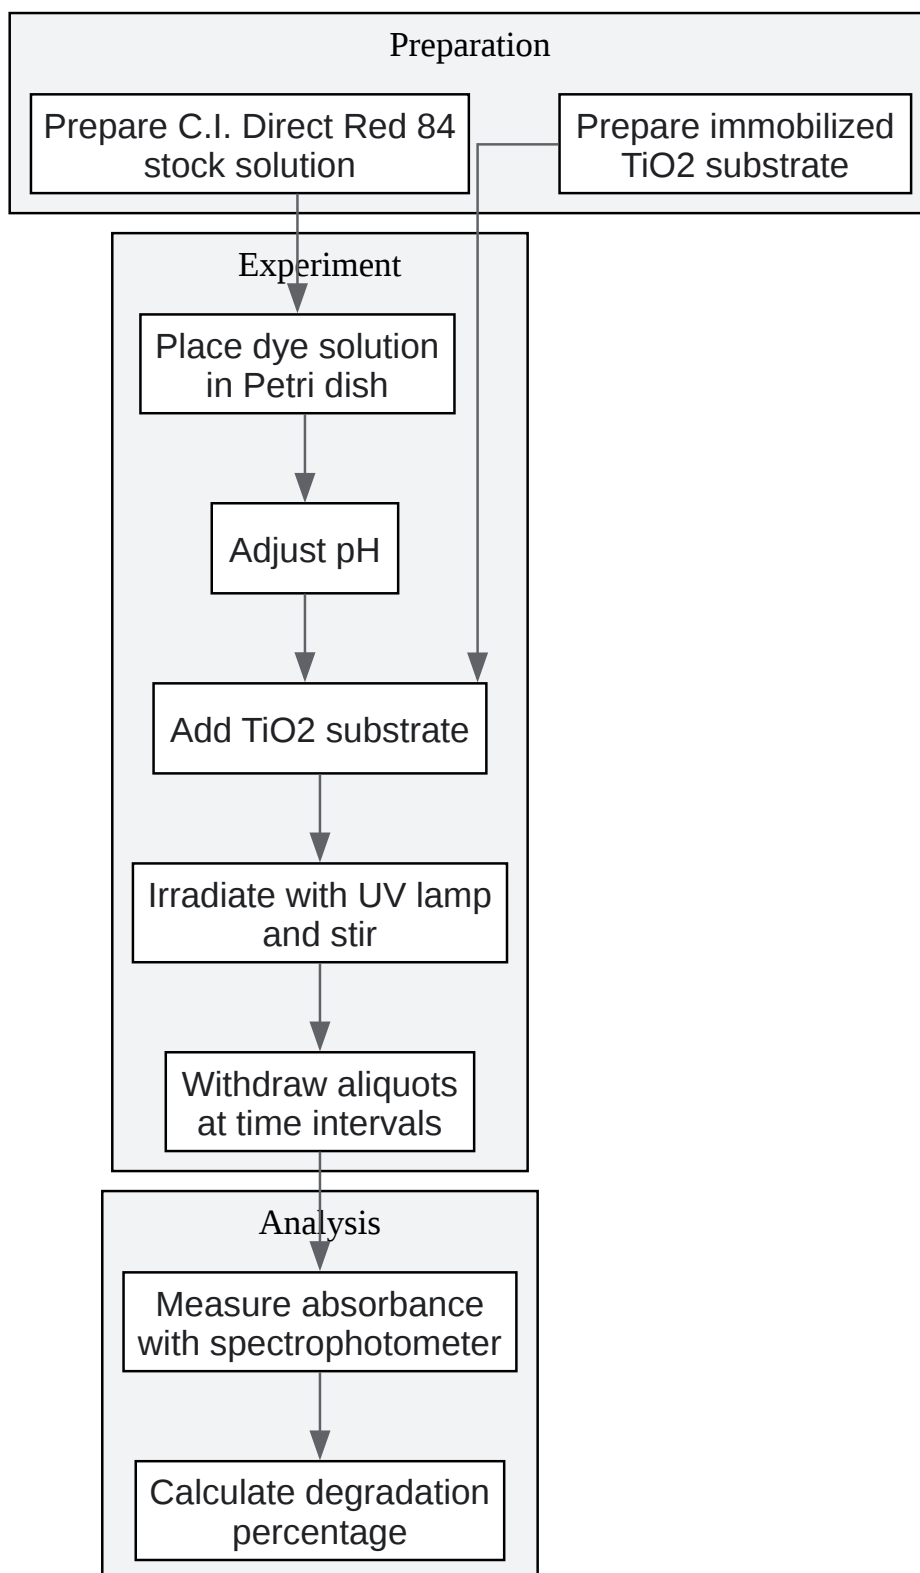 Preparation
Prepare C.I. Direct Red 84
stock solution
Prepare immobilized
TiO2 substrate
Experiment
Place dye solution
in Petri dish
Adjust pH
Add TiO2 substrate
Irradiate with UV lamp
and stir
Withdraw aliquots
at time intervals
Analysis
Measure absorbance
with spectrophotometer
Calculate degradation
percentage